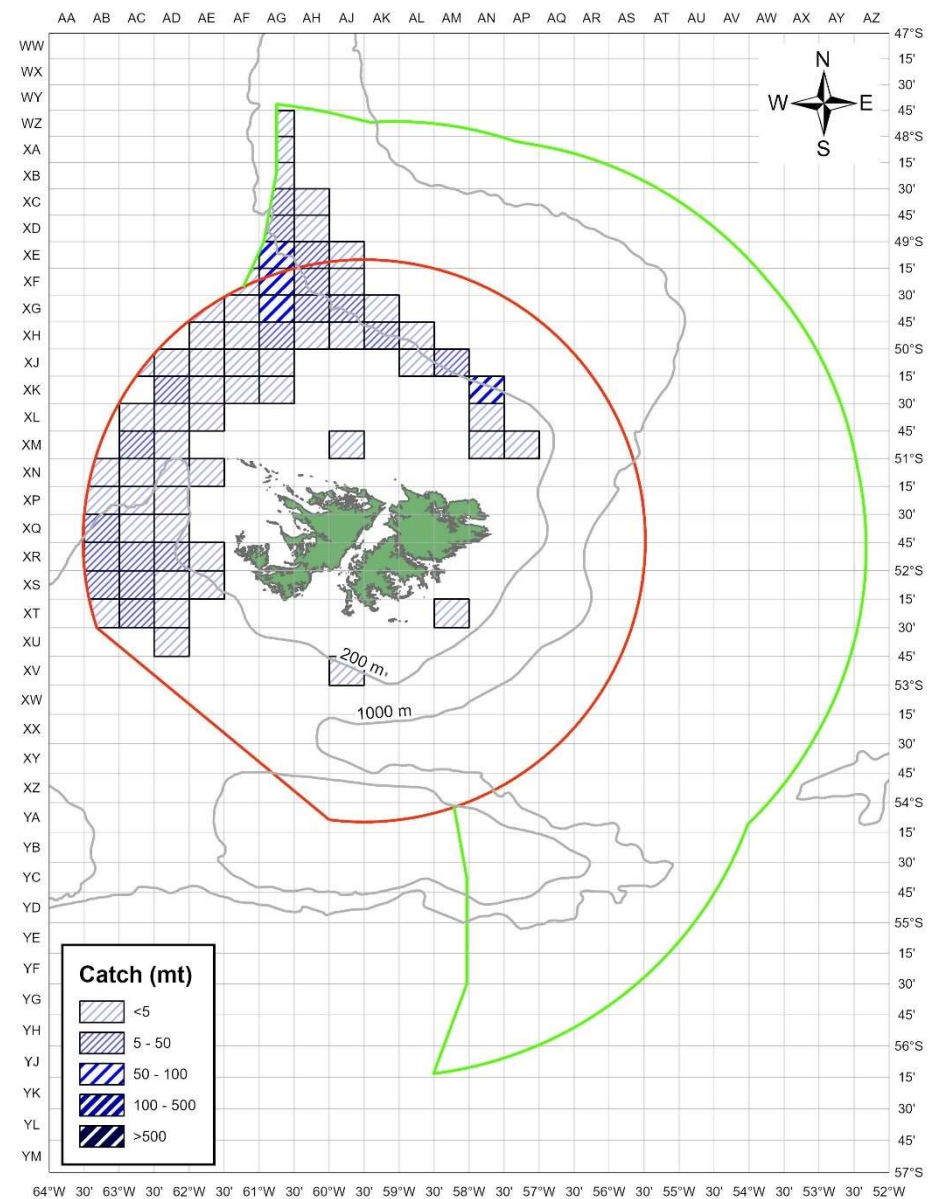 AA AB AC AD AE AF AG AH AJ AK AL AM AN AP AQ AR AS AT AU AV AW AX AY AZ
WW 47°S
WX 15'
WY 30'
WZ 45'
XA 48°S
XB 15'
XC 30'
XD 45'
XE 49°S
XF 15'
XG 30'
XH 45'
XJ 50°S
XK 15'
XL 30'
XM 45'
XN 51°S
XP 15'
XQ 30'
XR 45'
XS 52°S
XT 15'
XU 30'
XV 45'
XW 53°S
XX 15'
XY 30'
XZ 45'
YA 54°S
YB 15'
YC 30'
YD 45'
YE 55°S
YF 15'
YG 30'
YH 45'
YJ 56°S
YK 15'
YL 30'
YM 45'
57°S
N
W E
S
200 m
1000 m
Catch (mt)
<5
5 - 50
50 - 100
100 - 500
>500
64°W 30' 63°W 30' 62°W 30' 61°W 30' 60°W 30' 59°W 30' 58°W 30' 57°W 30' 56°W 30' 55°W 30' 54°W 30' 53°W 30' 52°W